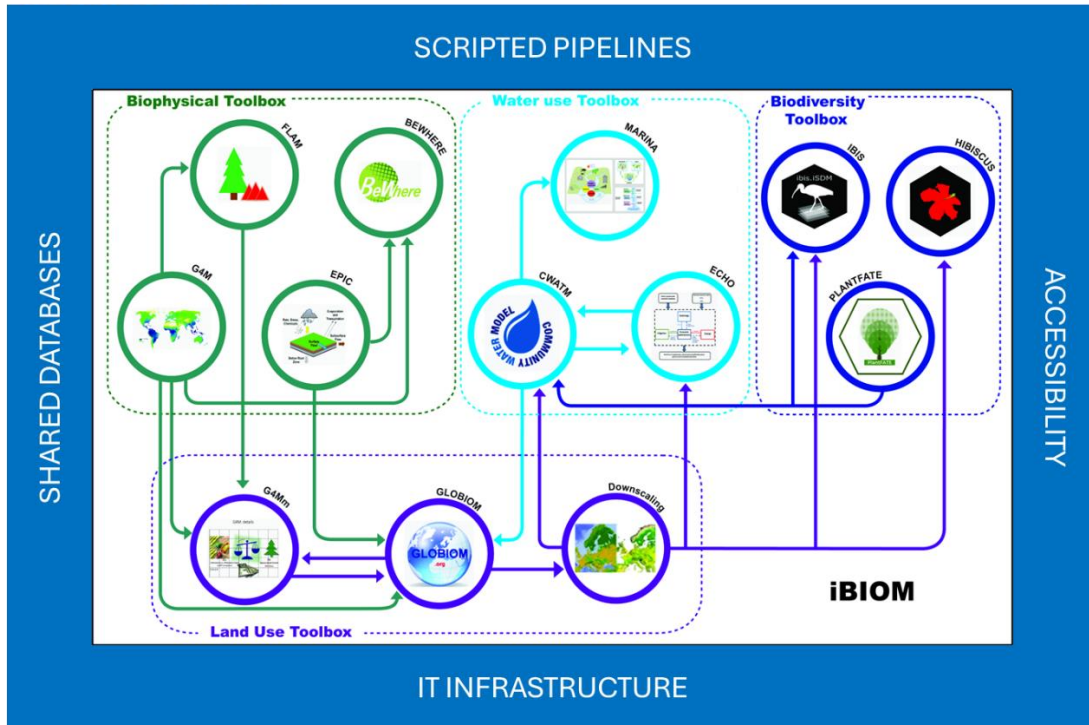 SCRIPTED PIPELINES
SHARED DATABASES
ACCESSIBILITY
IT INFRASTRUCTURE
Biophysical Toolbox
FLAM
BEWHERE
BeWhere
G4M
EPIC
Water use Toolbox
MARINA
CWATM
COMMUNITY WATER MODEL
ECHO
Biodiversity
Toolbox
IBIS
ibis.iSDM
HIBISCUS
PLANTFATE
PlantFATE
G4Mm
GLOBIOM
GLOBIOM
.org
Downscaling
Land Use Toolbox
iBIOM